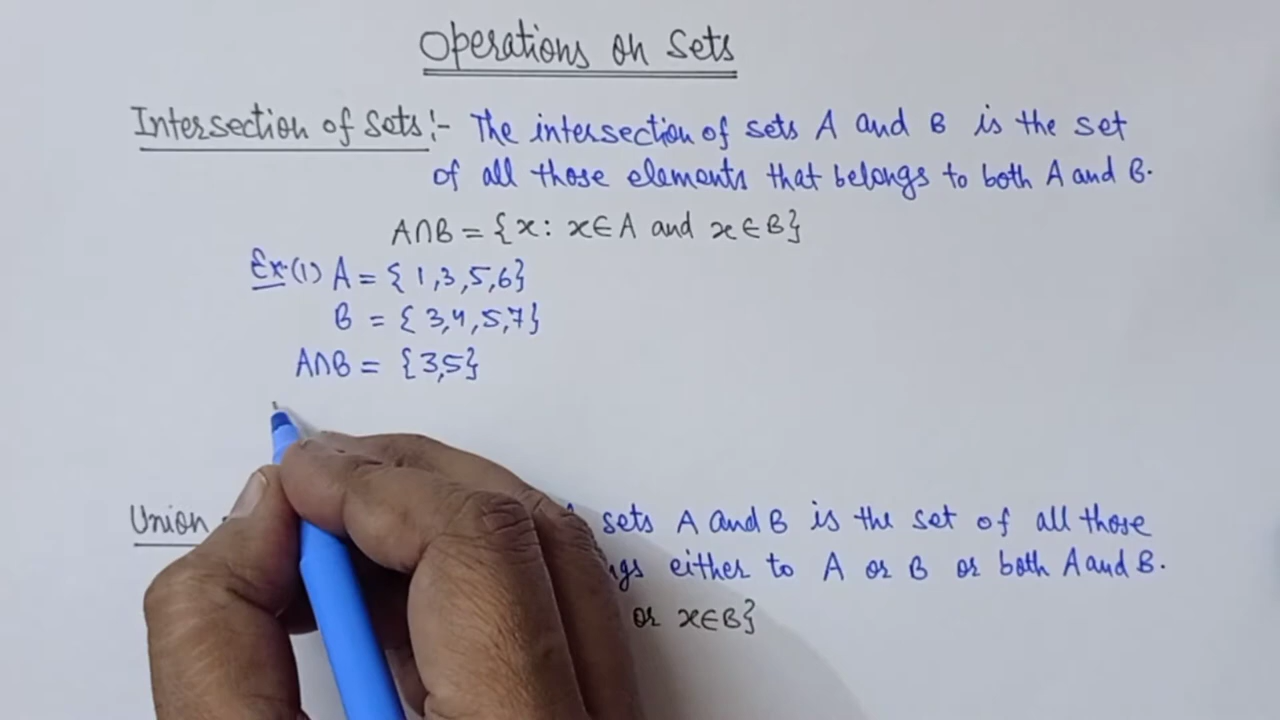 Operations on Sets
Intersection of Sets:- The intersection of sets A and B is the set
of all those elements that belongs to both A and B.
A∩B = {x: x∈A and x∈B}
Ex.(1) A = {1,3,5,6}
B = {3,4,5,7}
A∩B = {3,5}
Union sets A and B is the set of all those
either to A or B or both A and B.
or x∈B}